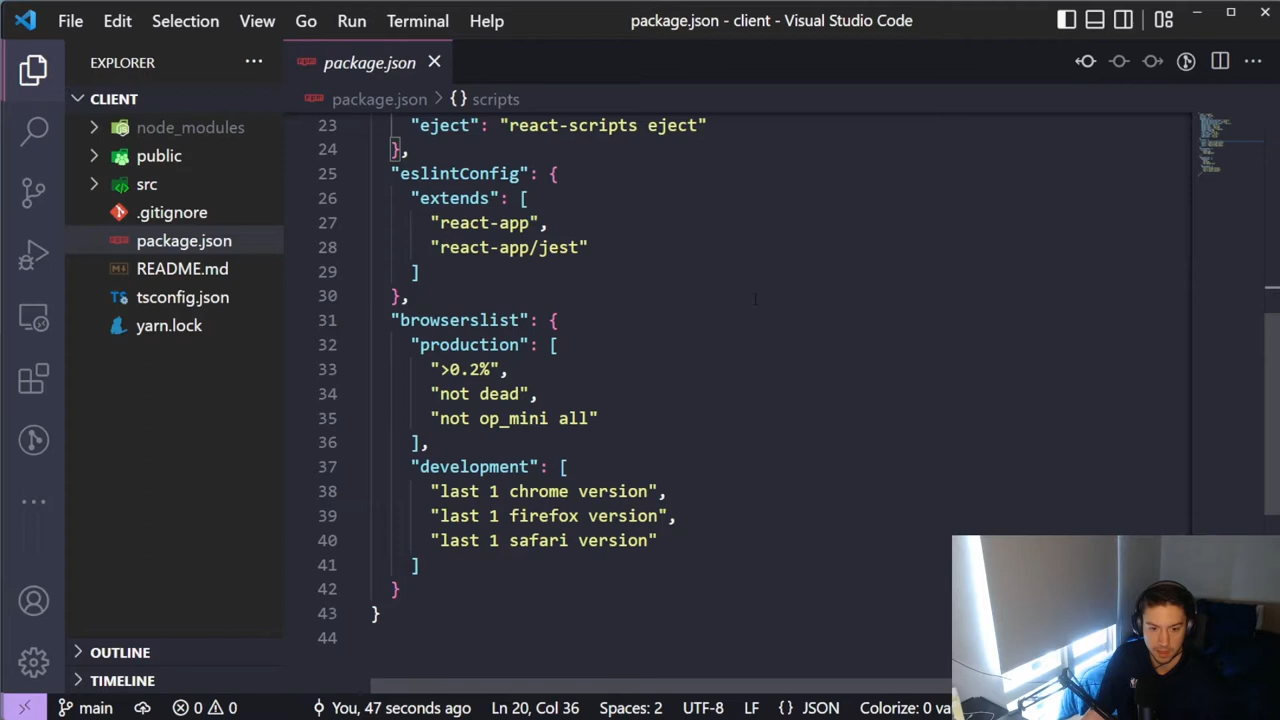 File Edit Selection View Go Run Terminal Help package.json - client - Visual Studio Code
EXPLORER
package.json
CLIENT
package.json > {} scripts
node_modules
public
src
.gitignore
package.json
README.md
TS tsconfig.json
yarn.lock
23 "eject": "react-scripts eject"
24 },
25 "eslintConfig": {
26 "extends": [
27 "react-app",
28 "react-app/jest"
29 ]
30 },
31 "browserslist": {
32 "production": [
33 ">0.2%",
34 "not dead",
35 "not op_mini all"
36 ],
37 "development": [
38 "last 1 chrome version",
39 "last 1 firefox version",
40 "last 1 safari version"
41 ]
42 }
43 }
44
OUTLINE
TIMELINE
main 0 0 You, 47 seconds ago Ln 20, Col 36 Spaces: 2 UTF-8 LF {} JSON Colorize: 0 va